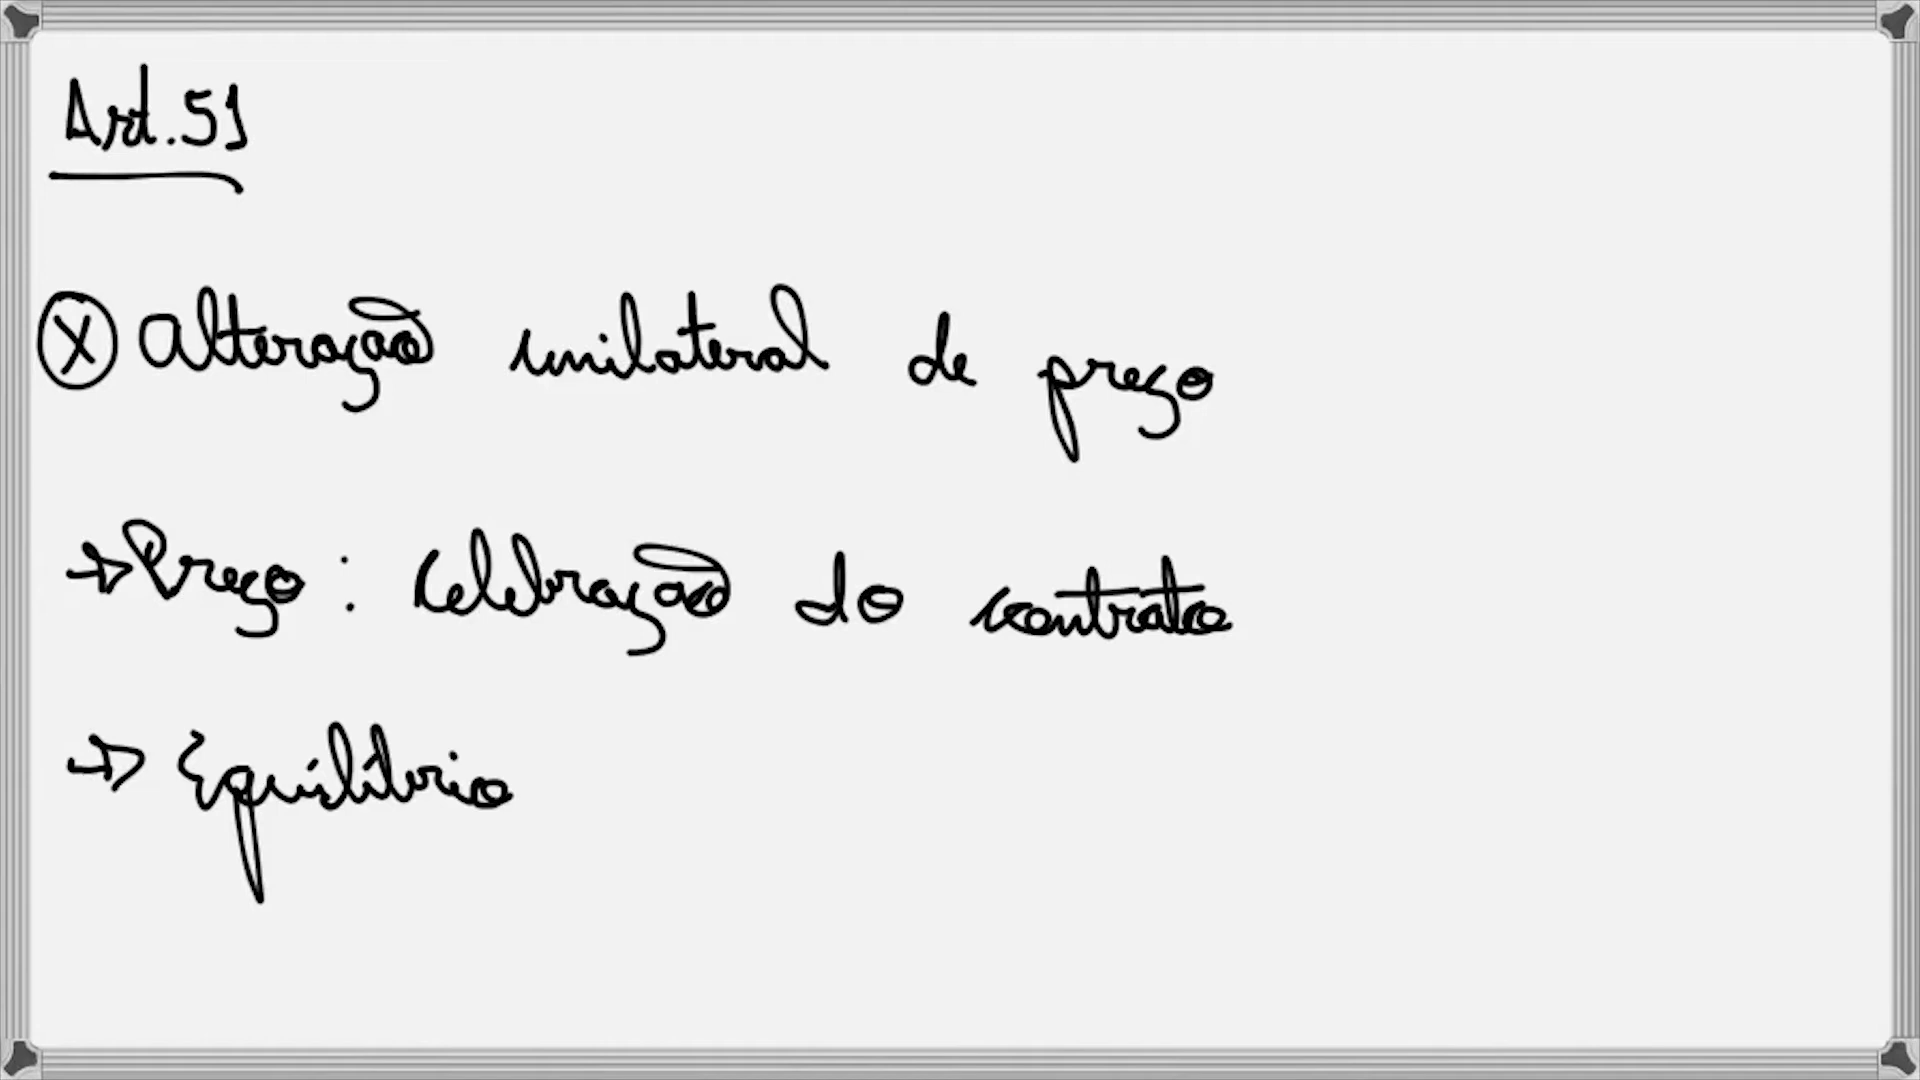 Art.51
X Alteração unilateral de preço
→ Preço: Celebração do contrato
→ Equilíbrio